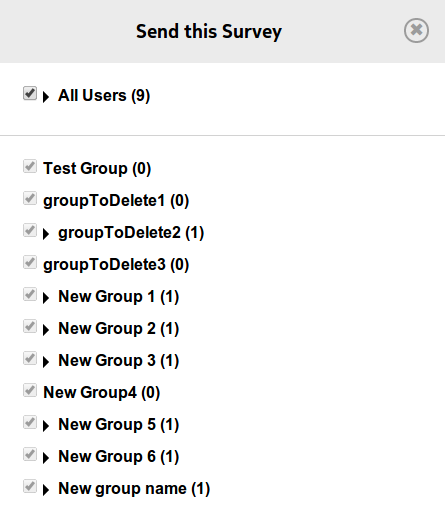 Send this Survey
All Users (9)
Test Group (0)
groupToDelete1 (0)
groupToDelete2 (1)
groupToDelete3 (0)
New Group 1 (1)
New Group 2 (1)
New Group 3 (1)
New Group4 (0)
New Group 5 (1)
New Group 6 (1)
New group name (1)